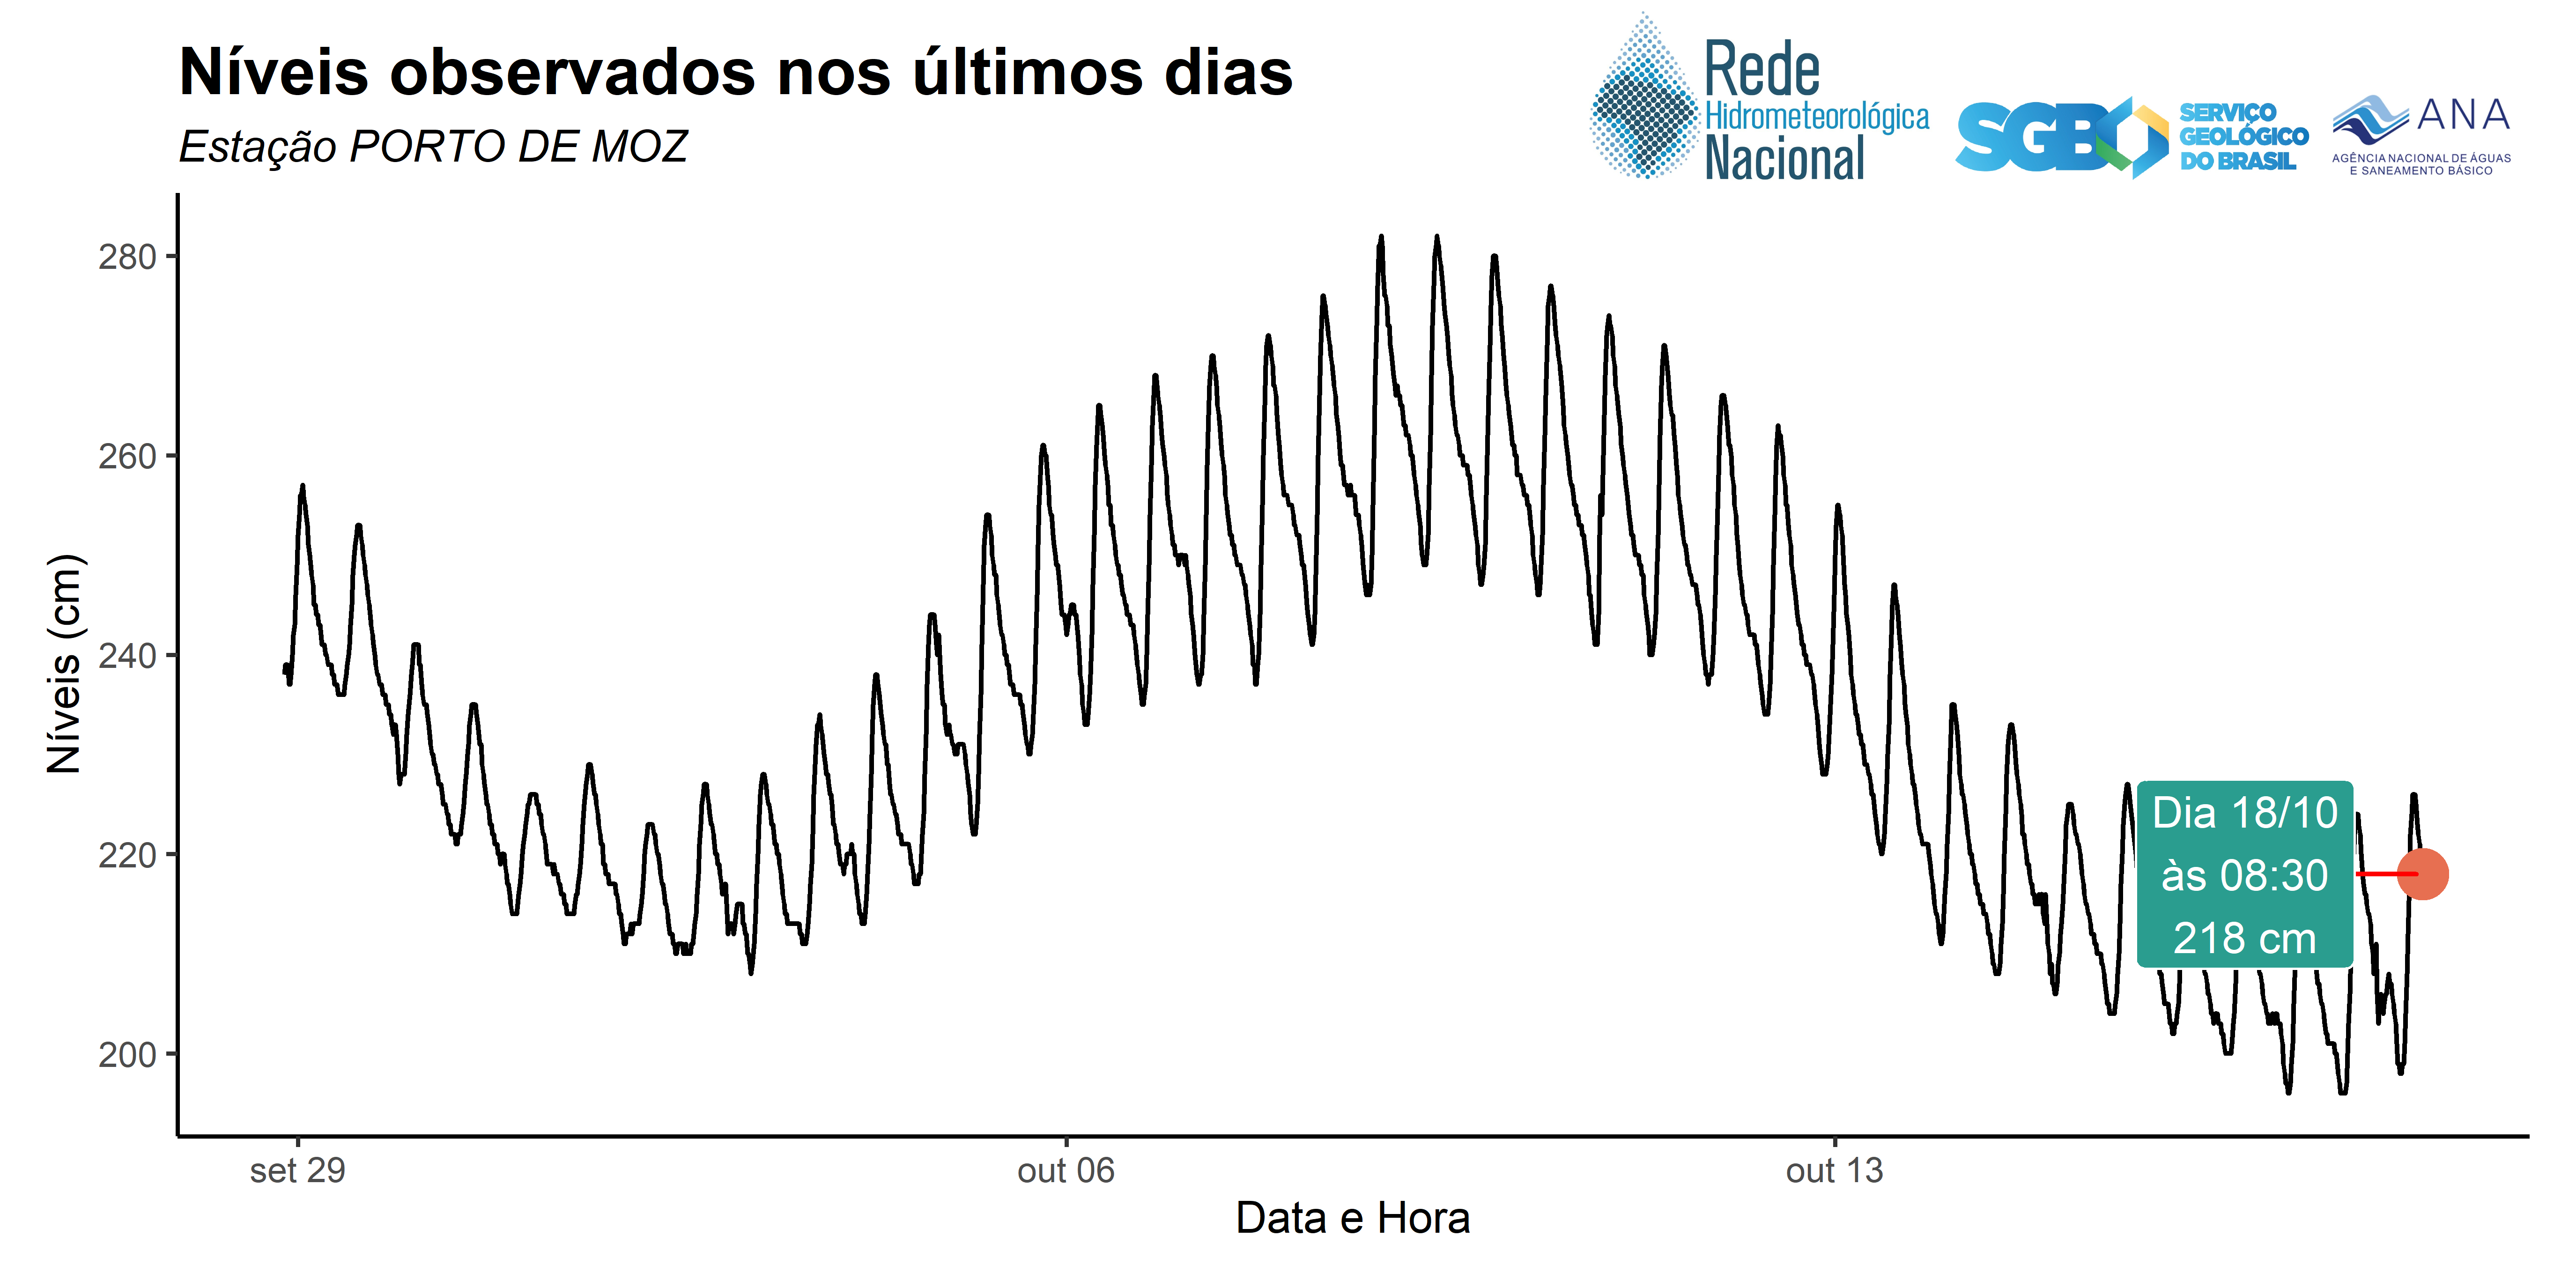 Níveis observados nos últimos dias
Estação PORTO DE MOZ
Rede
Hidrometeorológica
Nacional
SGB
SERVIÇO
GEOLÓGICO
DO BRASIL
ANA
AGÊNCIA NACIONAL DE ÁGUAS
E SANEAMENTO BÁSICO
Níveis (cm)
280
260
240
220
200
Dia 18/10
às 08:30
218 cm
set 29
out 06
out 13
Data e Hora